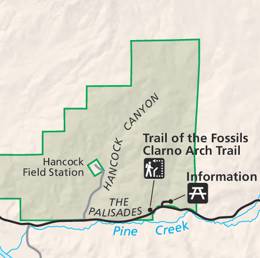 HANCOCK CANYON
Trail of the Fossils
Clarno Arch Trail
Hancock
Field Station
Information
THE
PALISADES
Pine Creek